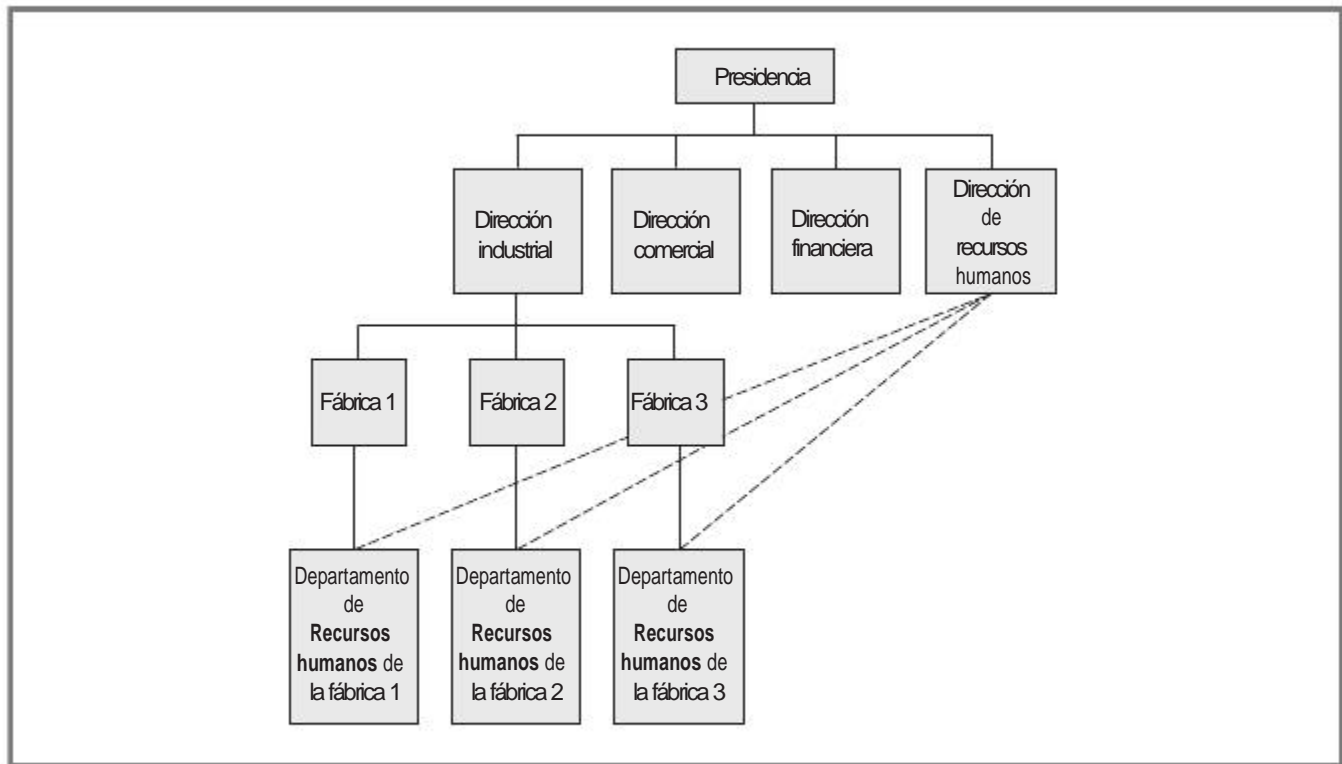 Presidencia
Dirección
industrial
Dirección
comercial
Dirección
financiera
Dirección
de
recursos
humanos
Fábrica 1
Fábrica 2
Fábrica 3
Departamento
de
Recursos
humanos de
la fábrica 1
Departamento
de
Recursos
humanos de
la fábrica 2
Departamento
de
Recursos
humanos de
la fábrica 3